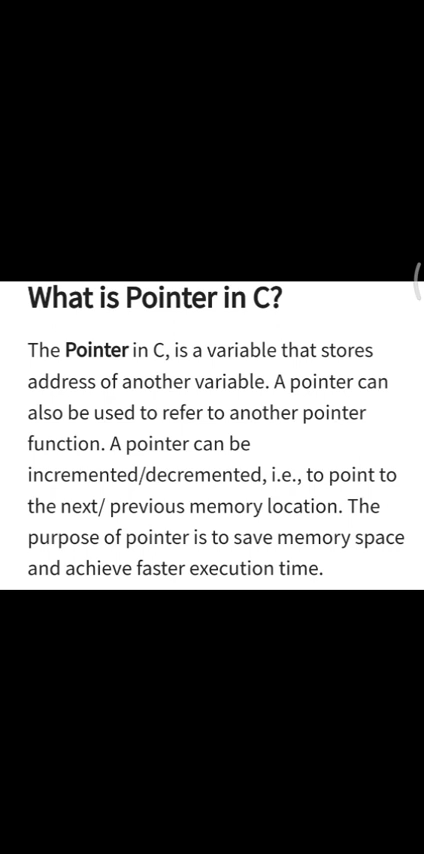 What is Pointer in C?
The Pointer in C, is a variable that stores
address of another variable. A pointer can
also be used to refer to another pointer
function. A pointer can be
incremented/decremented, i.e., to point to
the next/ previous memory location. The
purpose of pointer is to save memory space
and achieve faster execution time.